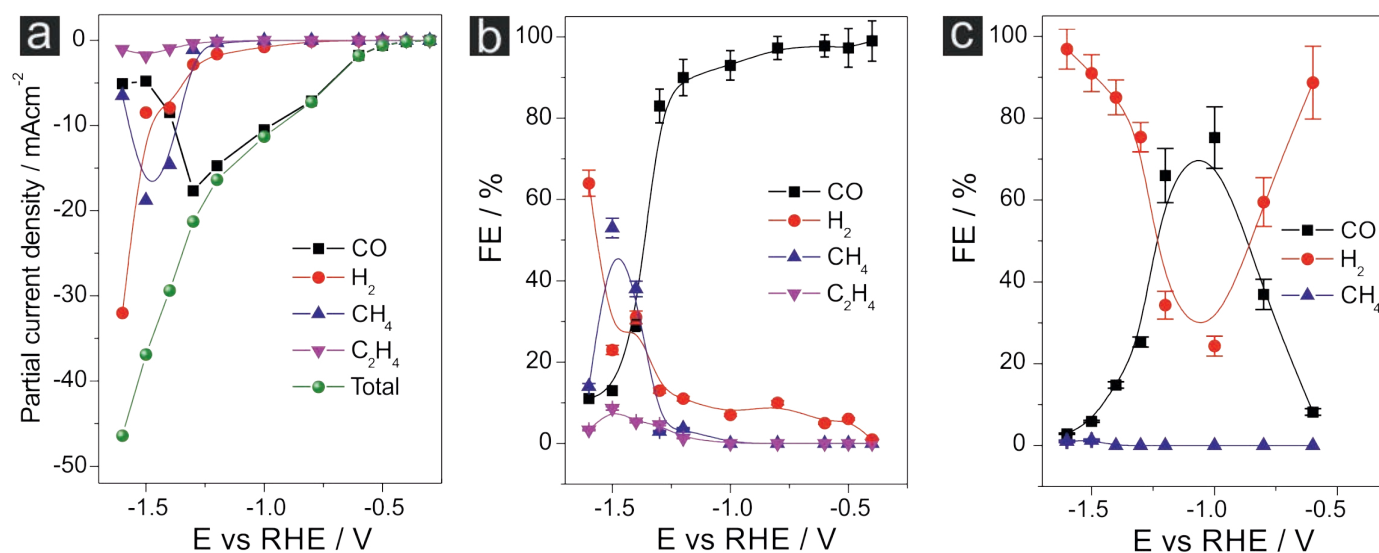 a
0
-10
-20
-30
-40
-50
Partial current density / mAcm⁻²
CO
H₂
CH₄
C₂H₄
Total
-1.5
-1.0
-0.5
E vs RHE / V
b
100
80
60
40
20
0
FE / %
CO
H₂
CH₄
C₂H₄
-1.5
-1.0
-0.5
E vs RHE / V
c
100
80
60
40
20
0
FE / %
CO
H₂
CH₄
-1.5
-1.0
-0.5
E vs RHE / V